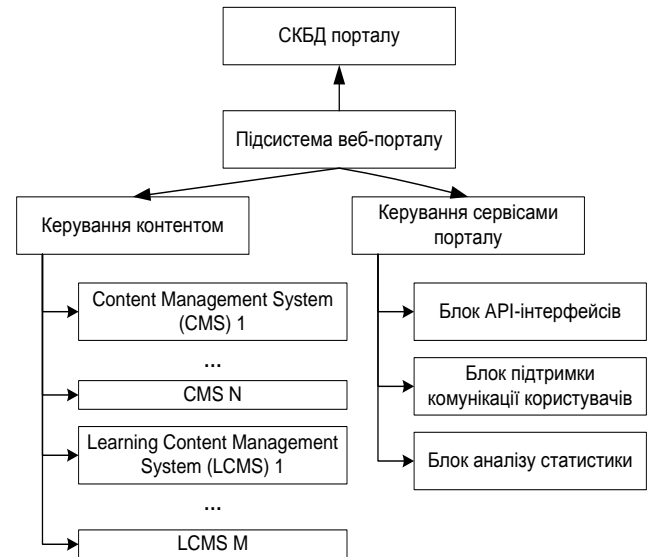 СКБД порталу
Підсистема веб-порталу
Керування контентом
Керування сервісами
порталу
Content Management System
(CMS) 1
...
CMS N
Learning Content Management
System (LCMS) 1
...
LCMS M
Блок API-інтерфейсів
Блок підтримки
комунікації користувачів
Блок аналізу статистики